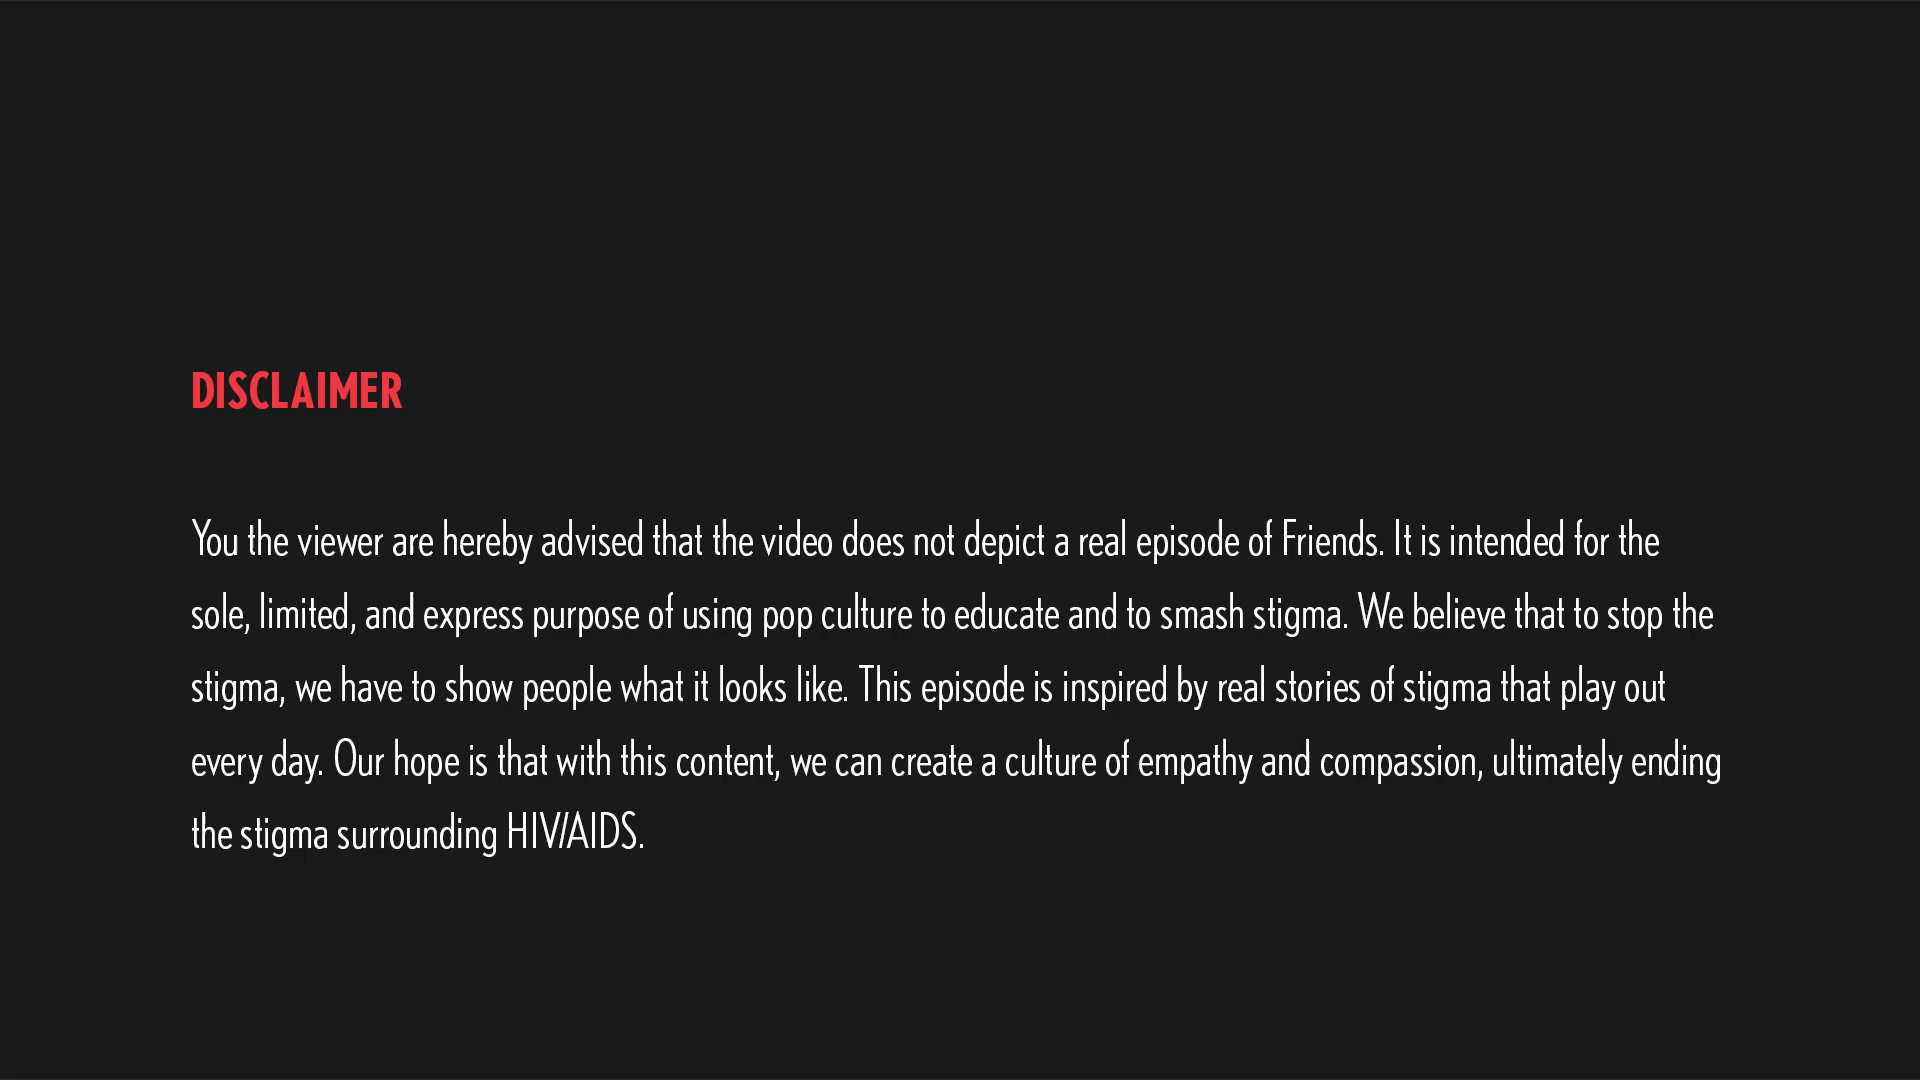 DISCLAIMER
You the viewer are hereby advised that the video does not depict a real episode of Friends. It is intended for the
sole, limited, and express purpose of using pop culture to educate and to smash stigma. We believe that to stop the
stigma, we have to show people what it looks like. This episode is inspired by real stories of stigma that play out
every day. Our hope is that with this content, we can create a culture of empathy and compassion, ultimately ending
the stigma surrounding HIV/AIDS.